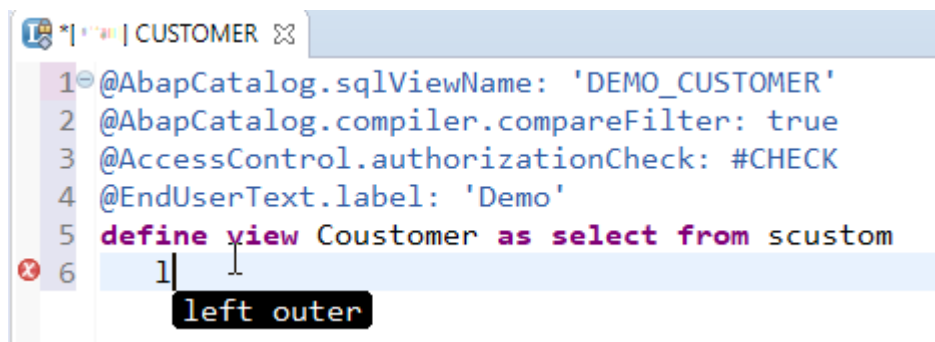 CUSTOMER
1 @AbapCatalog.sqlViewName: 'DEMO_CUSTOMER'
2 @AbapCatalog.compiler.compareFilter: true
3 @AccessControl.authorizationCheck: #CHECK
4 @EndUserText.label: 'Demo'
5 define view Coustomer as select from scustom
6 l
left outer